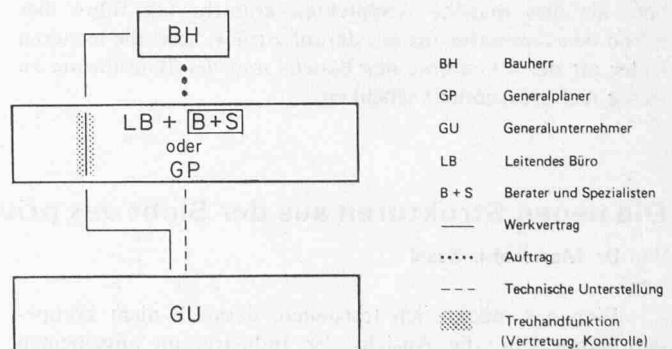 BH
LB + B+S
oder
GP
GU
BH Bauherr
GP Generalplaner
GU Generalunternehmer
LB Leitendes Büro
B + S Berater und Spezialisten
Werkvertrag
Auftrag
Technische Unterstellung
Treuhandfunktion
(Vertretung, Kontrolle)